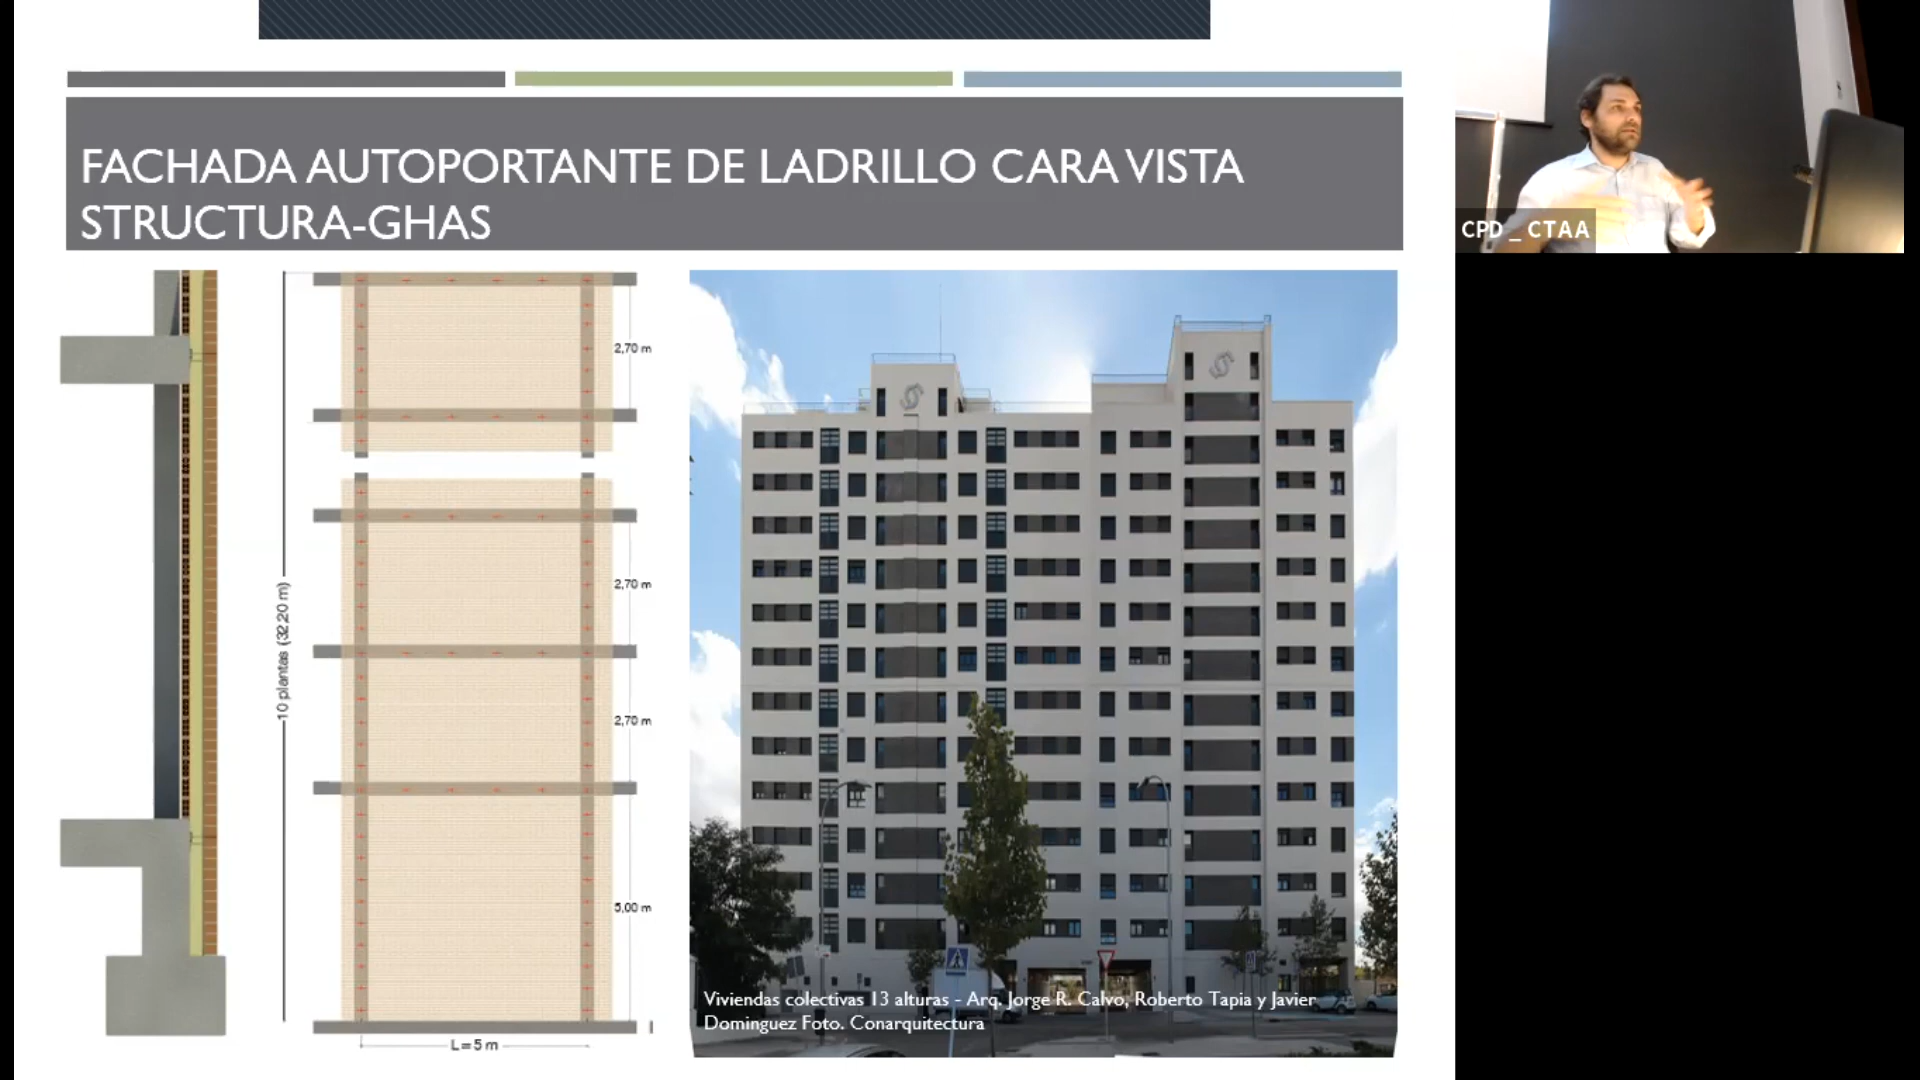 FACHADA AUTOPORTANTE DE LADRILLO CARA VISTA
STRUCTURA-GHAS
CPD _ CTAA
10 plantas (32,20 m)
2,70 m
2,70 m
2,70 m
5,00 m
L=5 m
Viviendas colectivas 13 alturas - Arq. Jorge R. Calvo, Roberto Tapia y Javier
Dominguez Foto. Conarquitectura